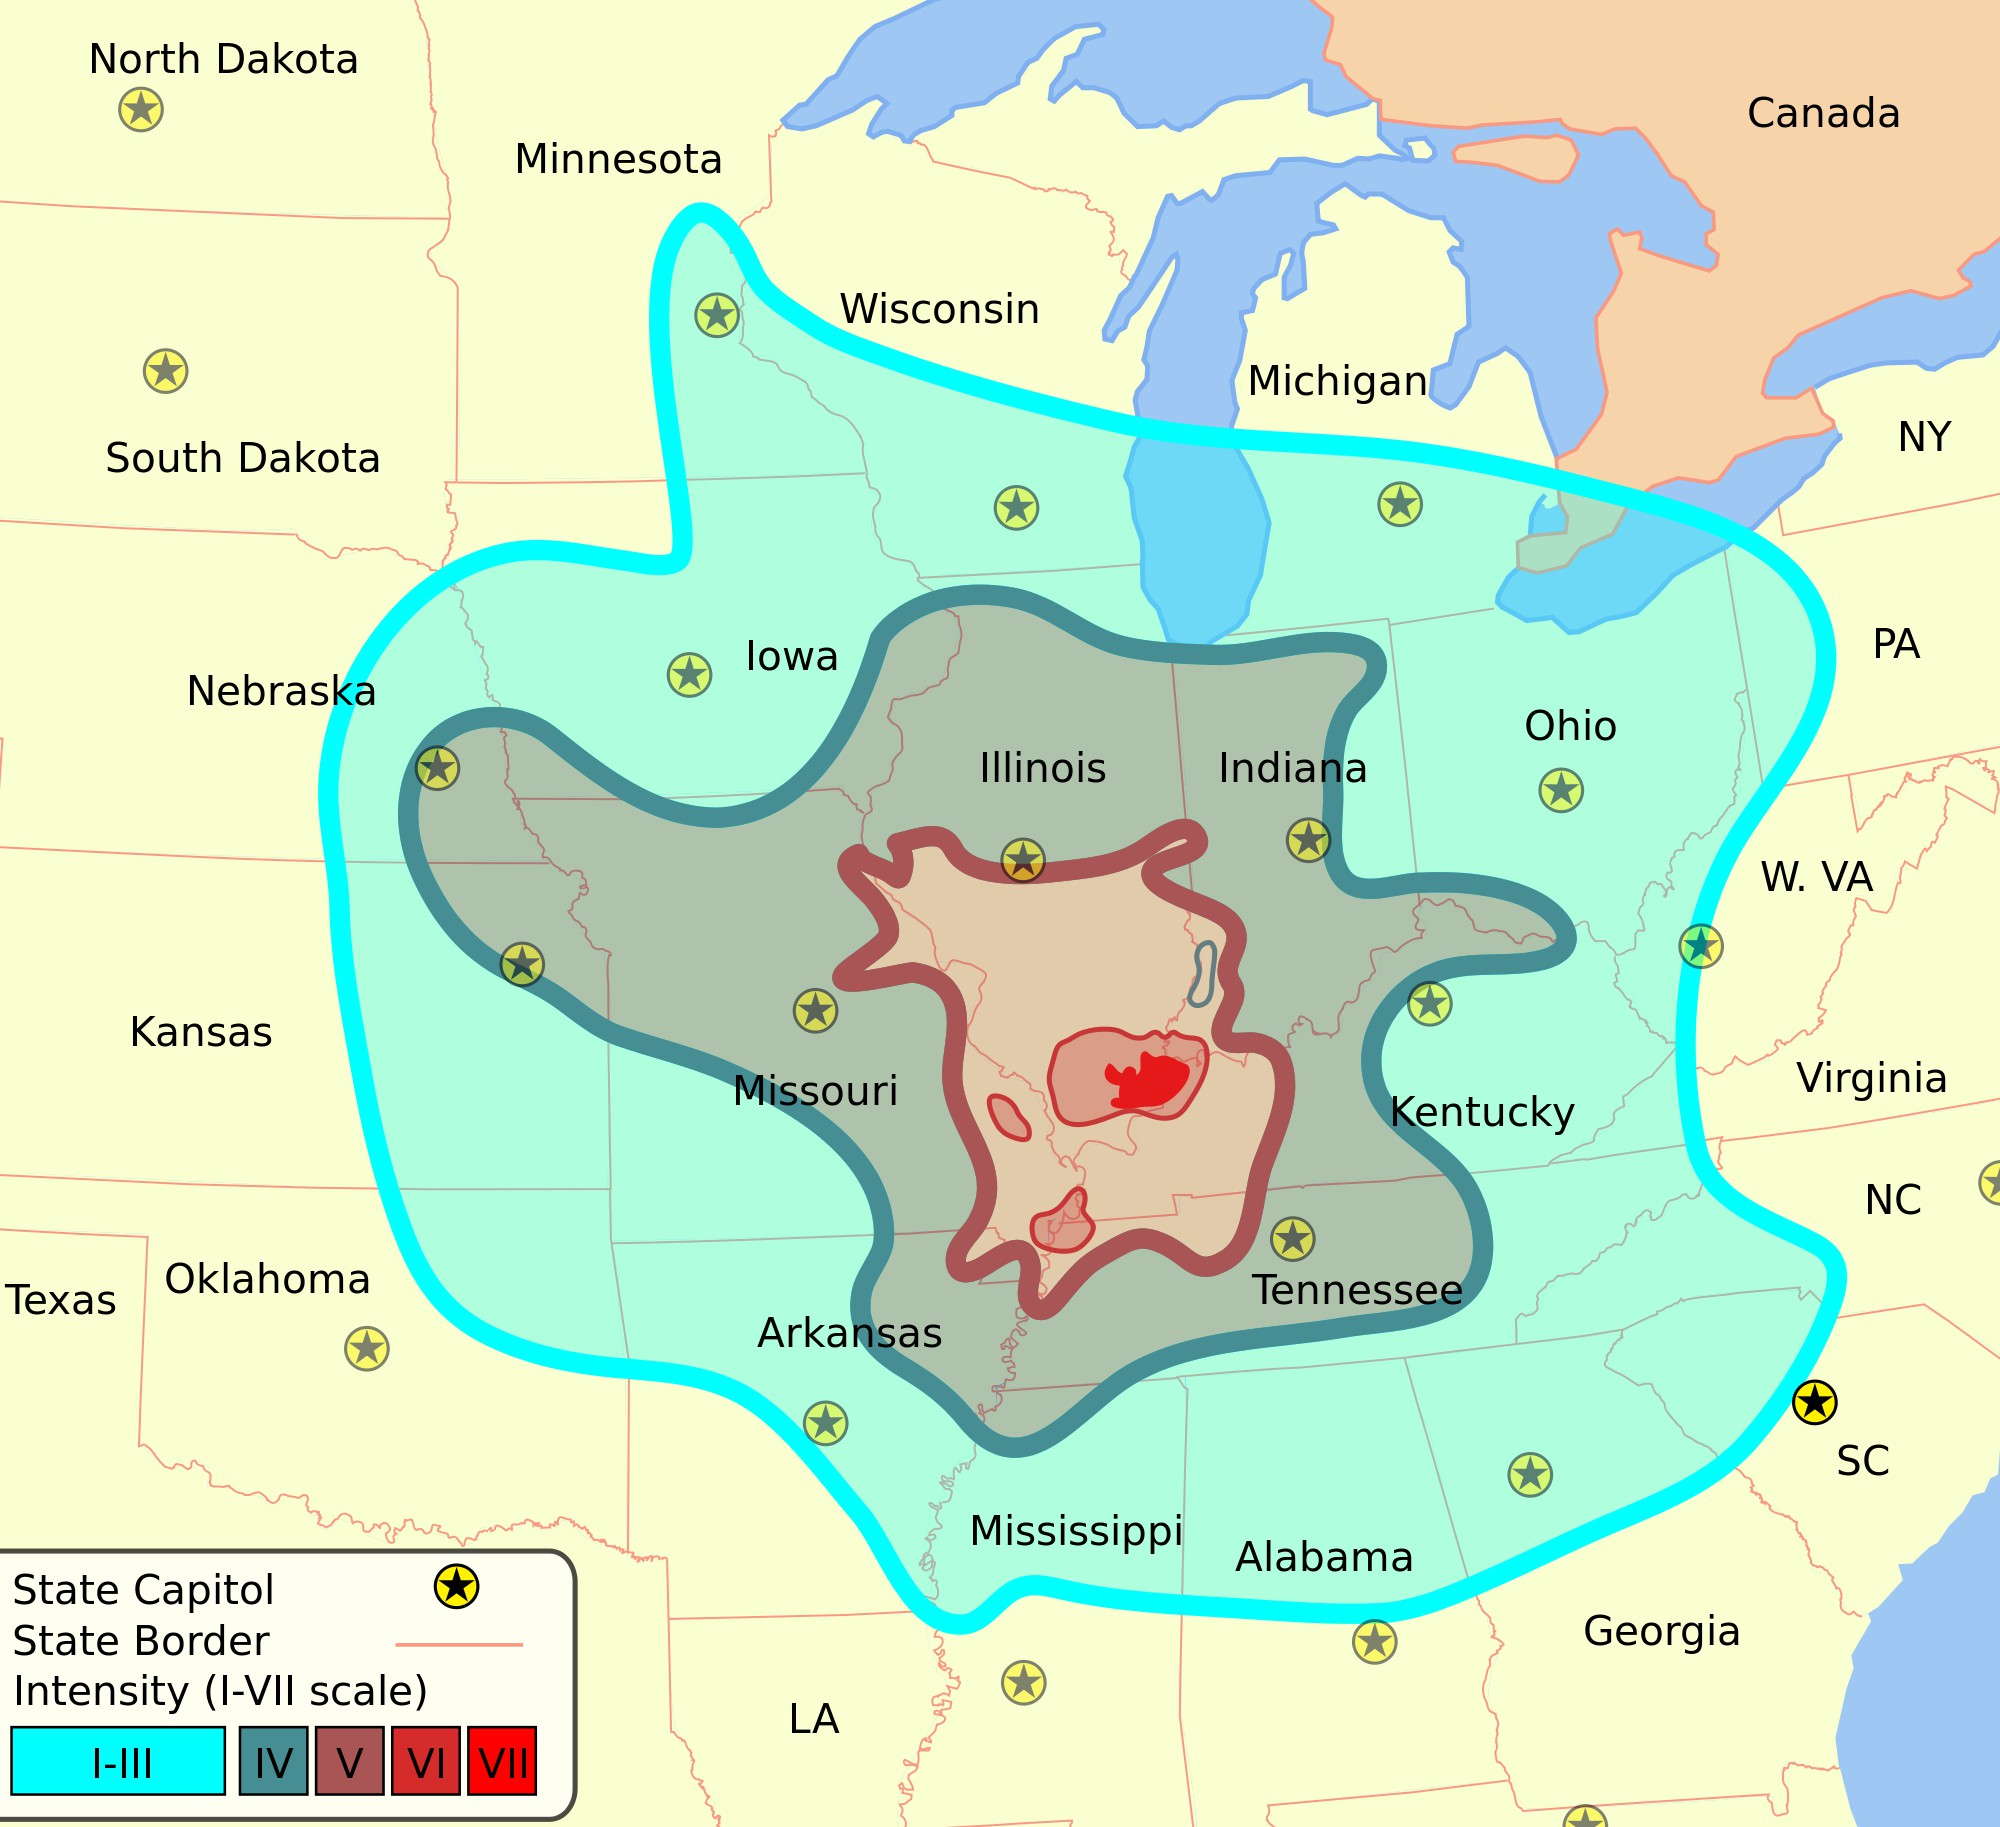 North Dakota
Canada
Minnesota
Wisconsin
Michigan
NY
South Dakota
PA
Iowa
Nebraska
Ohio
Illinois
Indiana
W. VA
Kansas
Virginia
Missouri
Kentucky
NC
Oklahoma
Texas
Tennessee
Arkansas
SC
Mississippi
Alabama
Georgia
LA
State Capitol
State Border
Intensity (I-VII scale)
I-III IV V VI VII